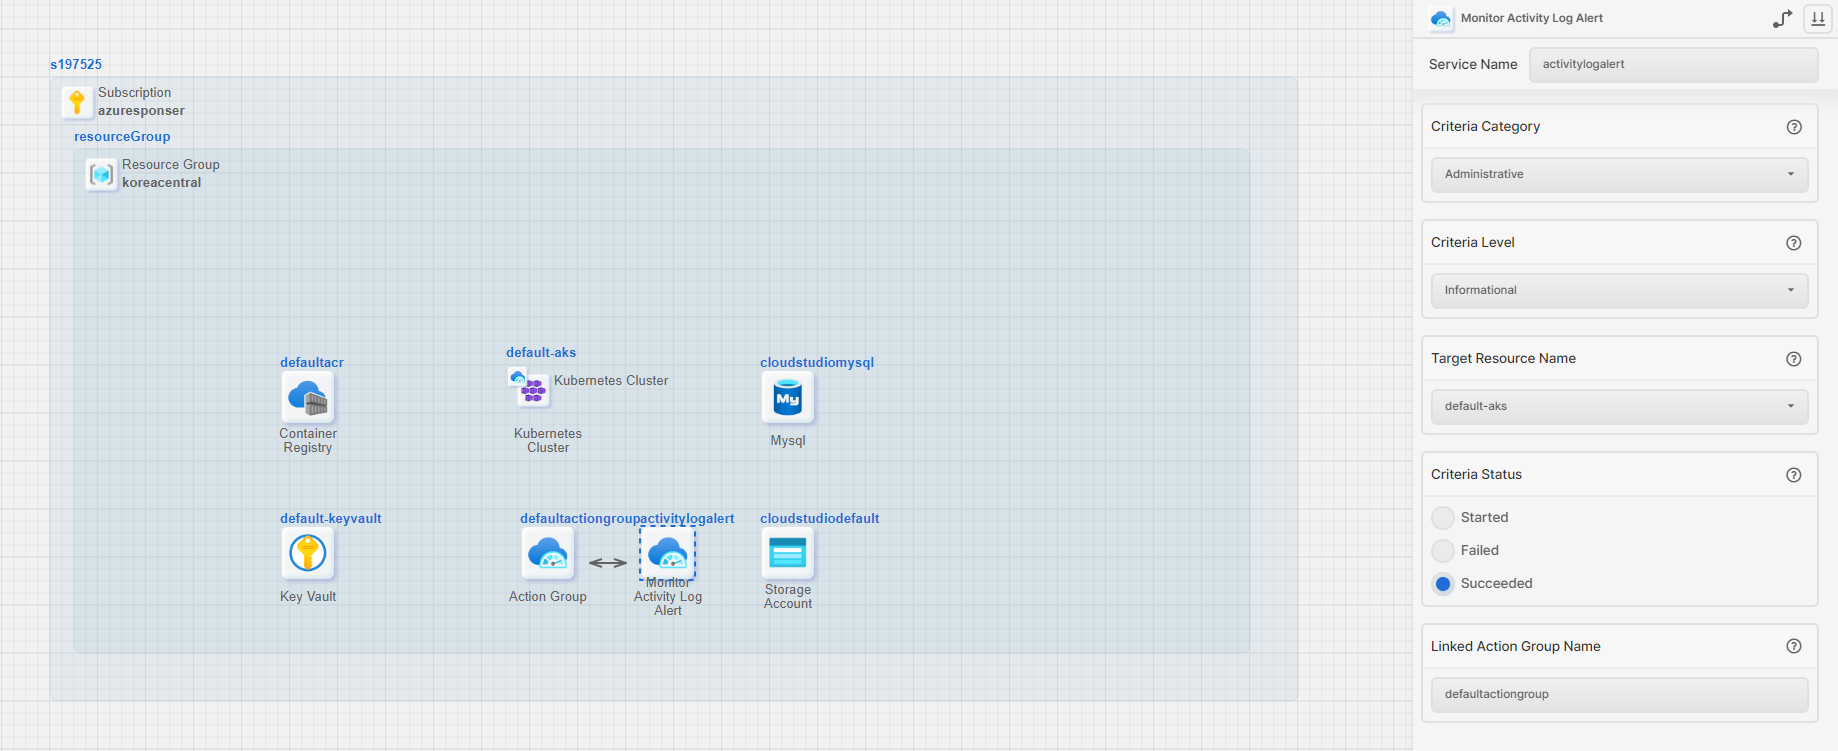 s197525
Subscription
azuresponser
resourceGroup
Resource Group
koreacentral
defaultacr
Container
Registry
default-aks
Kubernetes Cluster
Kubernetes
Cluster
cloudstudiomysql
My
Mysql
default-keyvault
Key Vault
defaultactiongroup
Action Group
activitylogalert
Monitor
Activity Log
Alert
cloudstudiodefault
Storage
Account
Monitor Activity Log Alert
Service Name
activitylogalert
Criteria Category
Administrative
Criteria Level
Informational
Target Resource Name
default-aks
Criteria Status
Started
Failed
Succeeded
Linked Action Group Name
defaultactiongroup